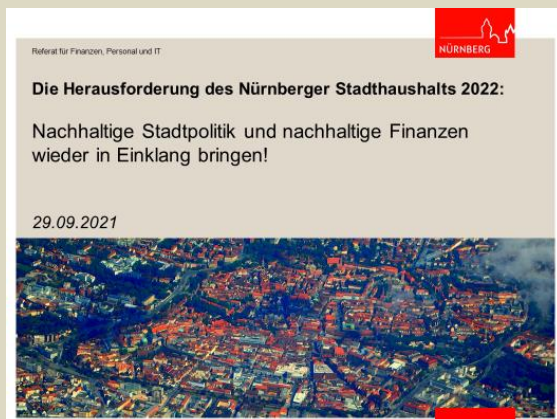 NÜRNBERG
Referat für Finanzen, Personal und IT
Die Herausforderung des Nürnberger Stadthaushalts 2022:
Nachhaltige Stadtpolitik und nachhaltige Finanzen
wieder in Einklang bringen!
29.09.2021